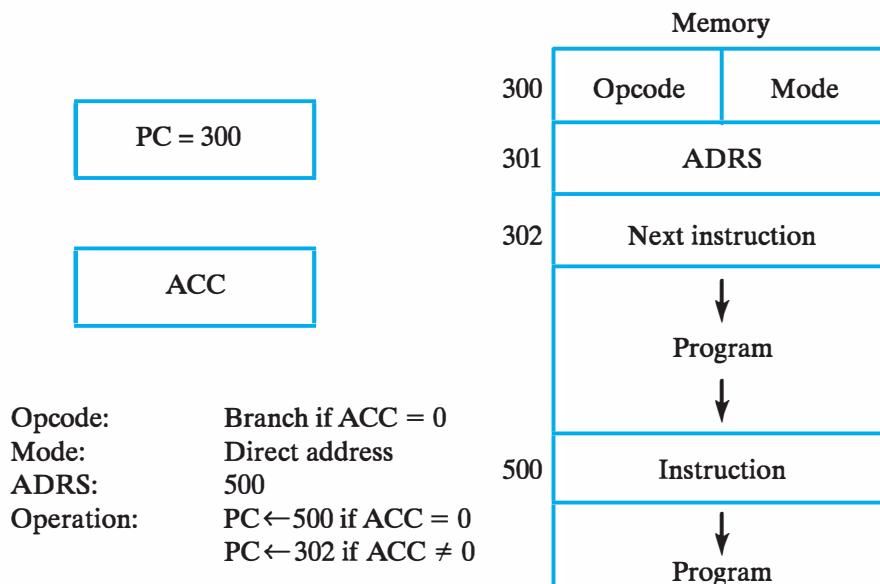 Memory
300 Opcode Mode
PC = 300
301 ADRS
302 Next instruction
ACC
Program
Opcode: Branch if ACC = 0
Mode: Direct address
ADRS: 500
Operation: PC←500 if ACC = 0
PC←302 if ACC ≠ 0
500 Instruction
Program